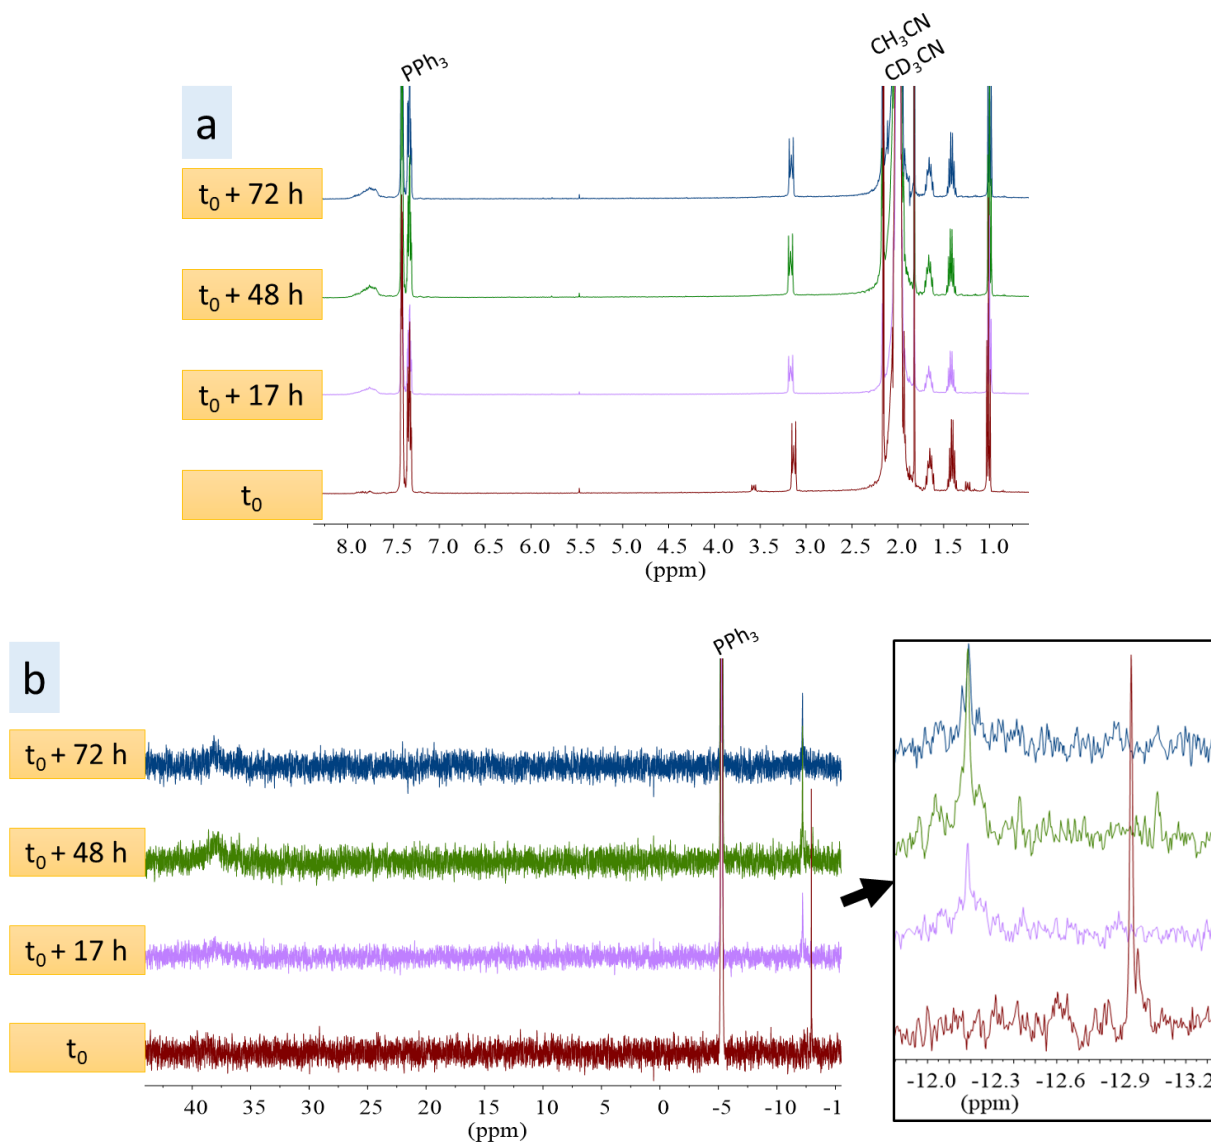 CH₃CN
PPh₃
CD₃CN
a
t₀ + 72 h
t₀ + 48 h
t₀ + 17 h
t₀
8.0 7.5 7.0 6.5 6.0 5.5 5.0 4.5 4.0 3.5 3.0 2.5 2.0 1.5 1.0
(ppm)
PPh₃
b
t₀ + 72 h
t₀ + 48 h
t₀ + 17 h
t₀
40 35 30 25 20 15 10 5 0 -5 -10 -1
(ppm)
-12.0 -12.3 -12.6 -12.9 -13.2
(ppm)